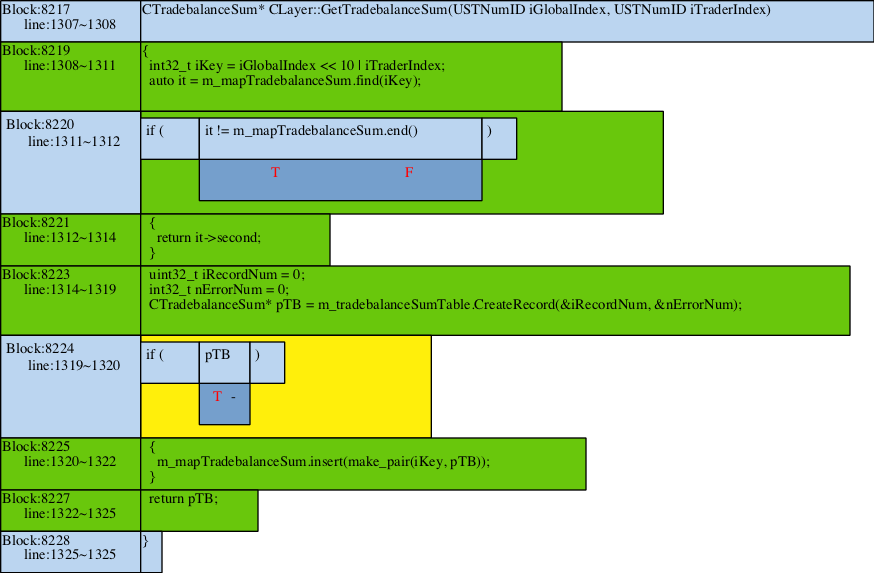 Block:8217
line:1307~1308
CTradebalanceSum* CLayer::GetTradebalanceSum(USTNumID iGlobalIndex, USTNumID iTraderIndex)
Block:8219
line:1308~1311
{
int32_t iKey = iGlobalIndex << 10 | iTraderIndex;
auto it = m_mapTradebalanceSum.find(iKey);
Block:8220
line:1311~1312
if ( it != m_mapTradebalanceSum.end() )
T F
Block:8221
line:1312~1314
{
return it->second;
}
Block:8223
line:1314~1319
uint32_t iRecordNum = 0;
int32_t nErrorNum = 0;
CTradebalanceSum* pTB = m_tradebalanceSumTable.CreateRecord(&iRecordNum, &nErrorNum);
Block:8224
line:1319~1320
if ( pTB )
T -
Block:8225
line:1320~1322
{
m_mapTradebalanceSum.insert(make_pair(iKey, pTB));
}
Block:8227
line:1322~1325
return pTB;
Block:8228
line:1325~1325
}